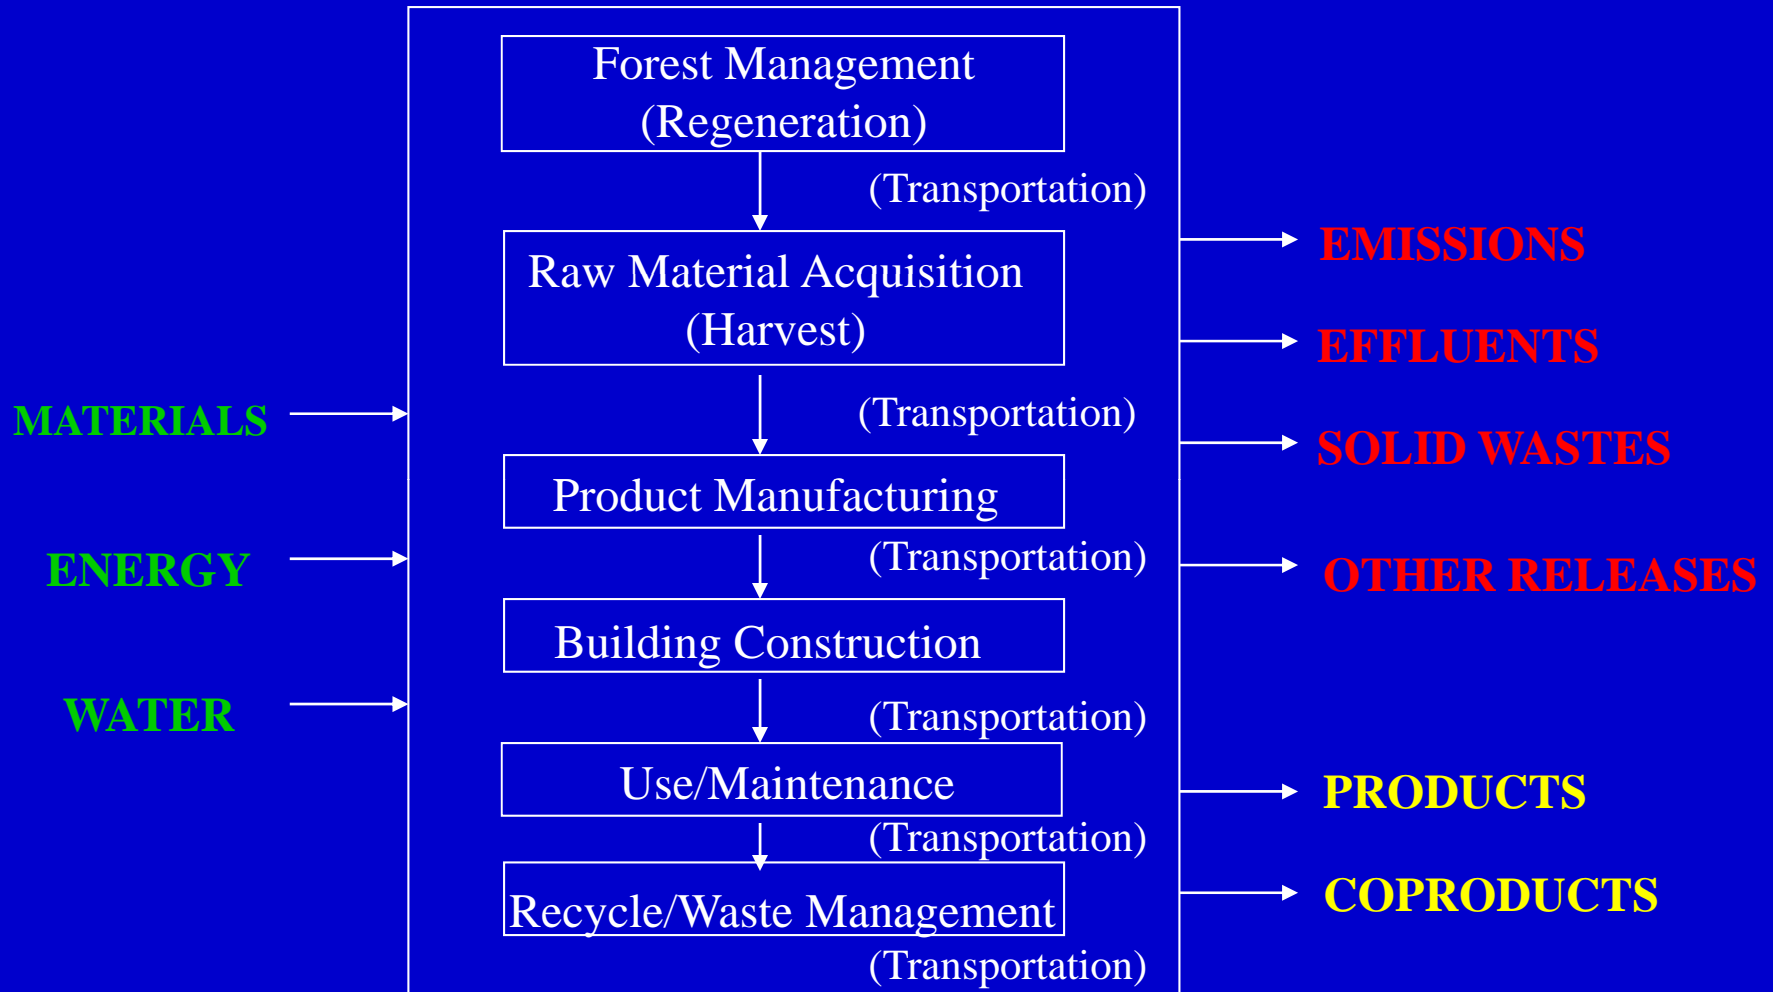 Forest Management
(Regeneration)
(Transportation)
Raw Material Acquisition
(Harvest)
(Transportation)
Product Manufacturing
(Transportation)
Building Construction
(Transportation)
Use/Maintenance
(Transportation)
Recycle/Waste Management
(Transportation)
MATERIALS
ENERGY
WATER
EMISSIONS
EFFLUENTS
SOLID WASTES
OTHER RELEASES
PRODUCTS
COPRODUCTS